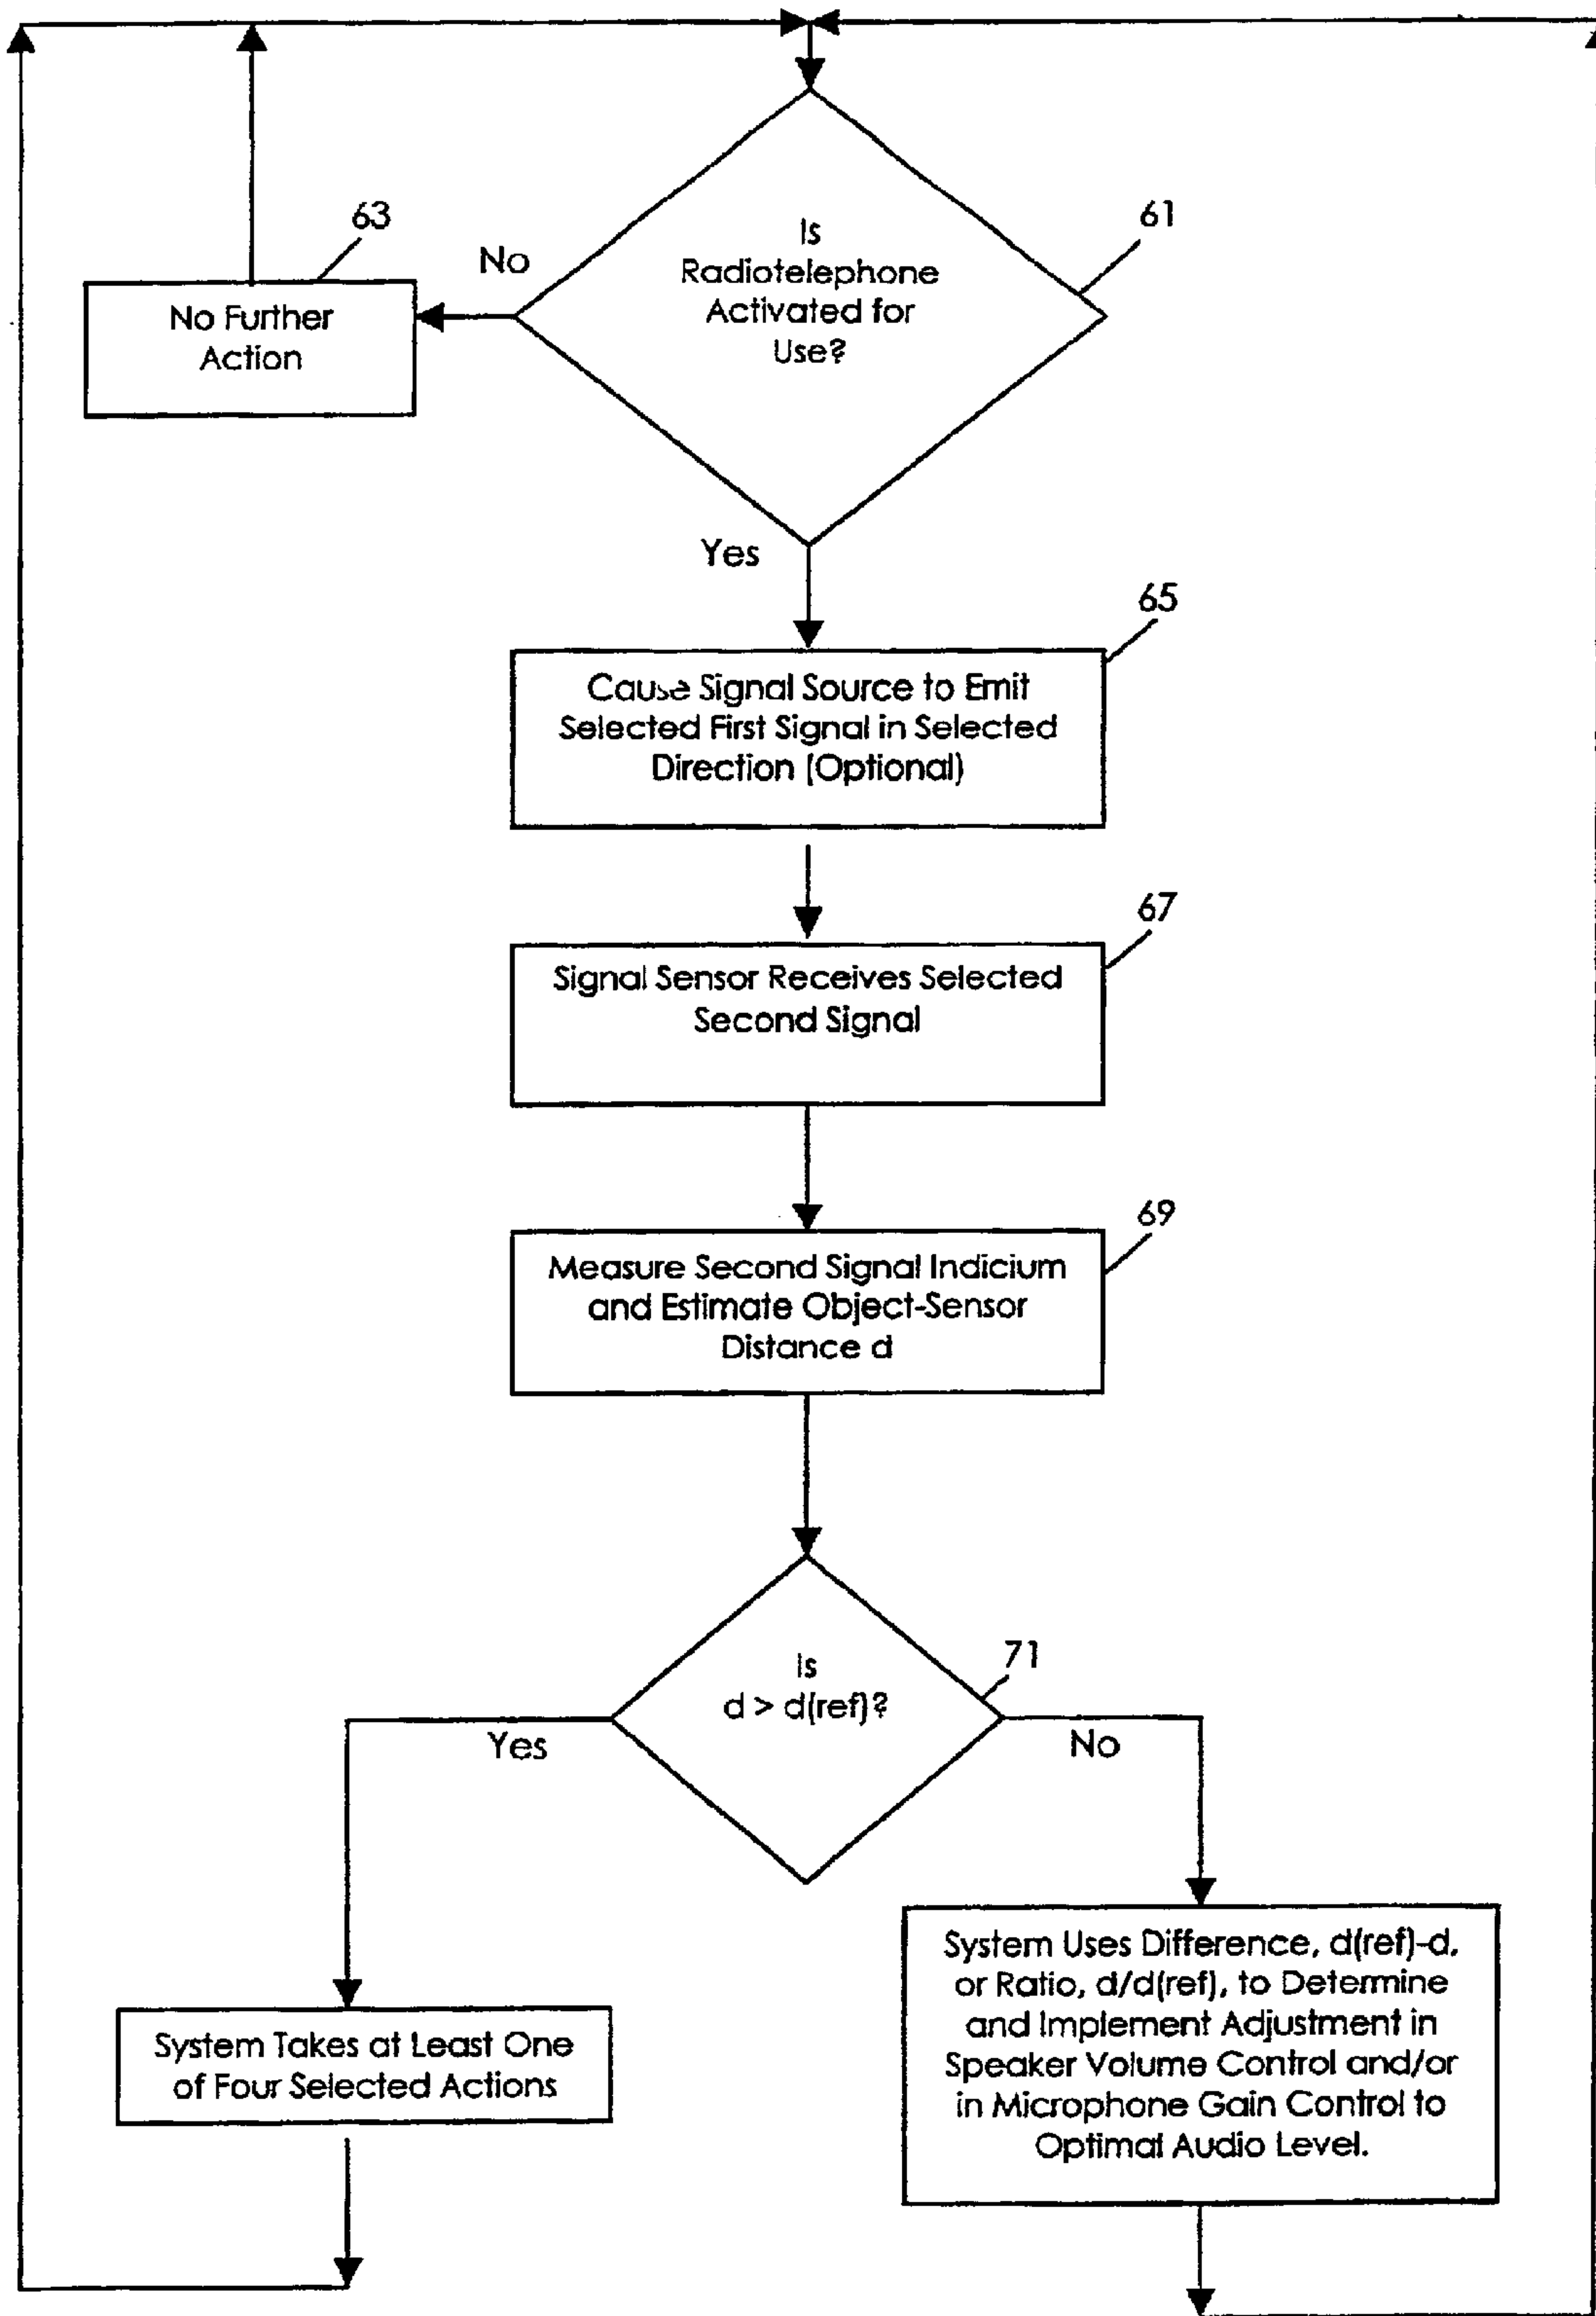 63
61
No
Is
Radiotelephone
Activated for
Use?
No Further
Action
Yes
65
Cause Signal Source to Emit
Selected First Signal in Selected
Direction (Optional)
67
Signal Sensor Receives Selected
Second Signal
69
Measure Second Signal Indicium
and Estimate Object-Sensor
Distance d
71
Is
d > d(ref)?
Yes
No
System Takes at Least One
of Four Selected Actions
System Uses Difference, d(ref)-d,
or Ratio, d/d(ref), to Determine
and Implement Adjustment in
Speaker Volume Control and/or
in Microphone Gain Control to
Optimal Audio Level.